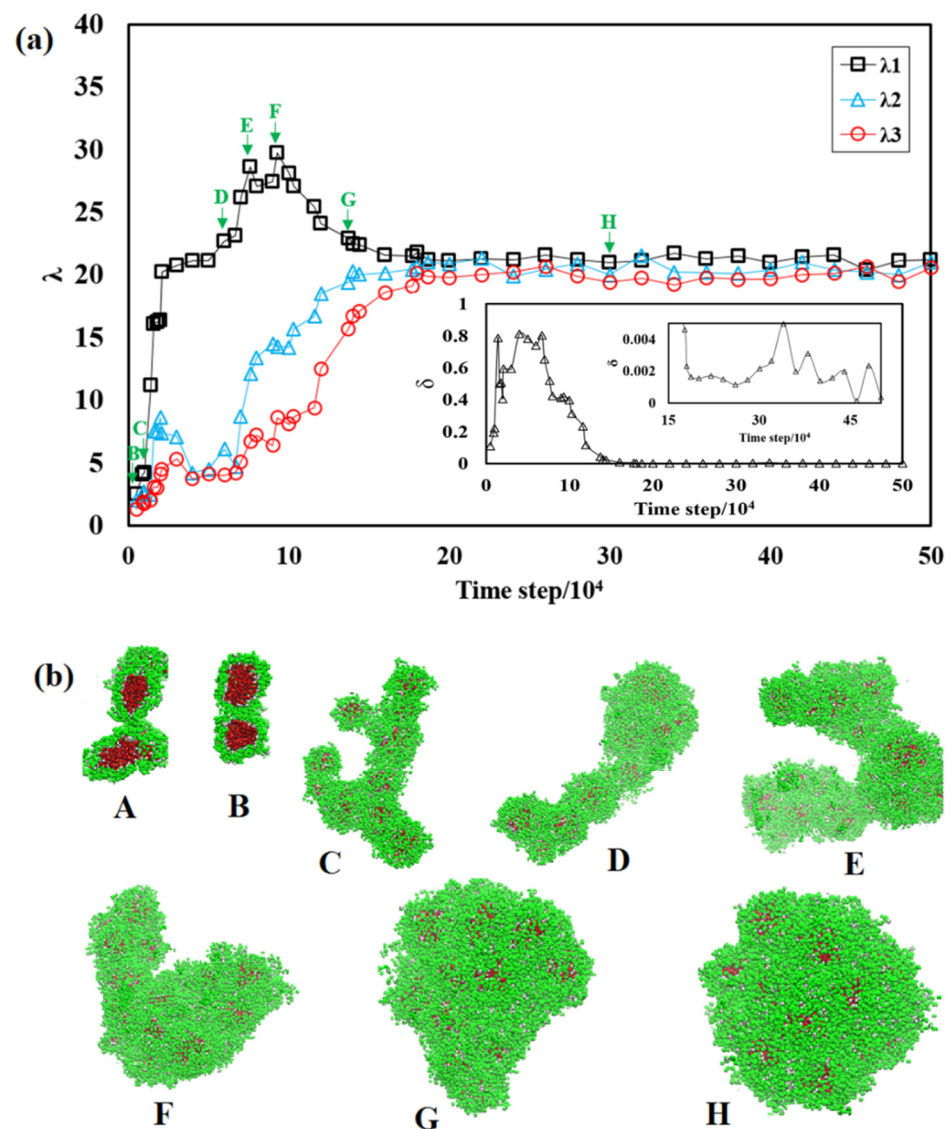 (a)
40
35
30
25
20
15
10
5
0
λ
λ1
λ2
λ3
B
C
D
E
F
G
H
0 10 20 30 40 50
Time step/10⁴
1
0.8
0.6
0.4
0.2
0
δ
0 10 20 30 40 50
Time step/10⁴
0.004
0.002
0
δ
15 30 45
Time step/10⁴
(b)
A B C D E
F G H